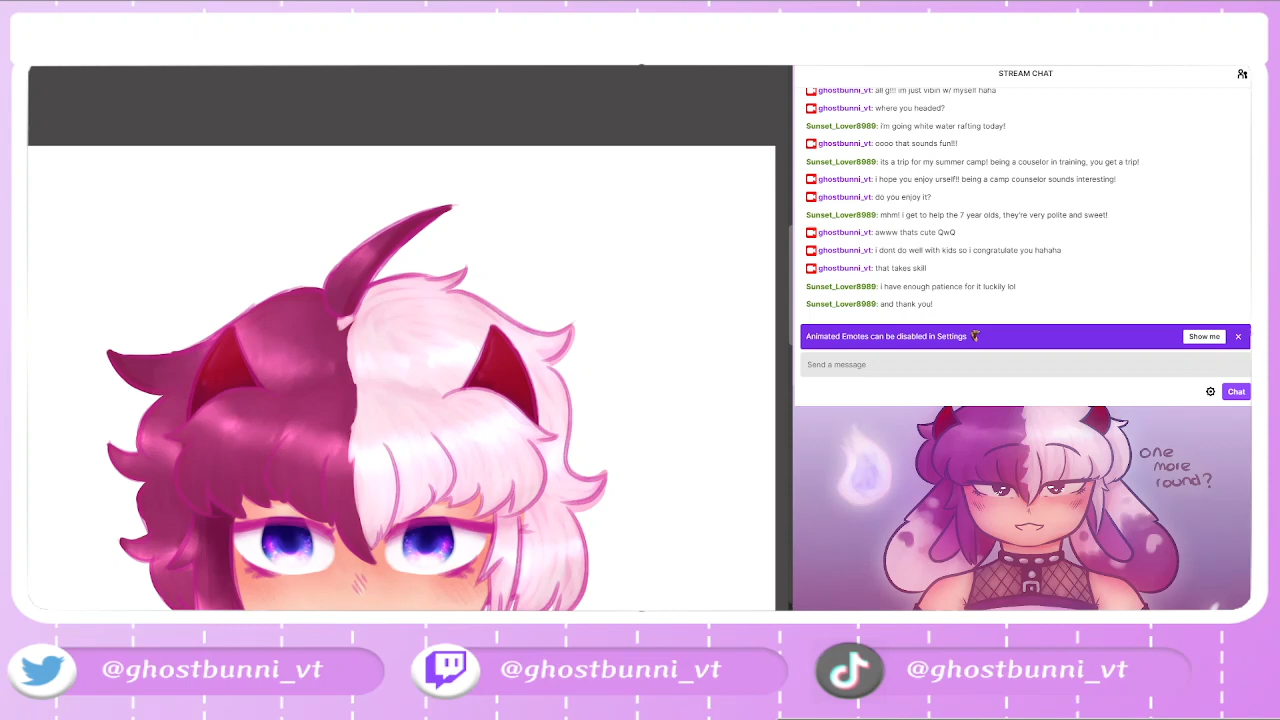 STREAM CHAT
ghostbunni_vt: all g!!! im just vibin w/ myself haha
ghostbunni_vt: where you headed?
Sunset_Lover8989: i'm going white water rafting today!
ghostbunni_vt: oooo that sounds fun!!!
Sunset_Lover8989: its a trip for my summer camp! being a couselor in training, you get a trip!
ghostbunni_vt: i hope you enjoy urself!! being a camp counselor sounds interesting!
ghostbunni_vt: do you enjoy it?
Sunset_Lover8989: mhm! i get to help the 7 year olds, they're very polite and sweet!
ghostbunni_vt: awww thats cute QwQ
ghostbunni_vt: i dont do well with kids so i congratulate you hahaha
ghostbunni_vt: that takes skill
Sunset_Lover8989: i have enough patience for it luckily lol
Sunset_Lover8989: and thank you!
Animated Emotes can be disabled in Settings
Show me
Send a message
Chat
one
more
round?
@ghostbunni_vt
@ghostbunni_vt
@ghostbunni_vt